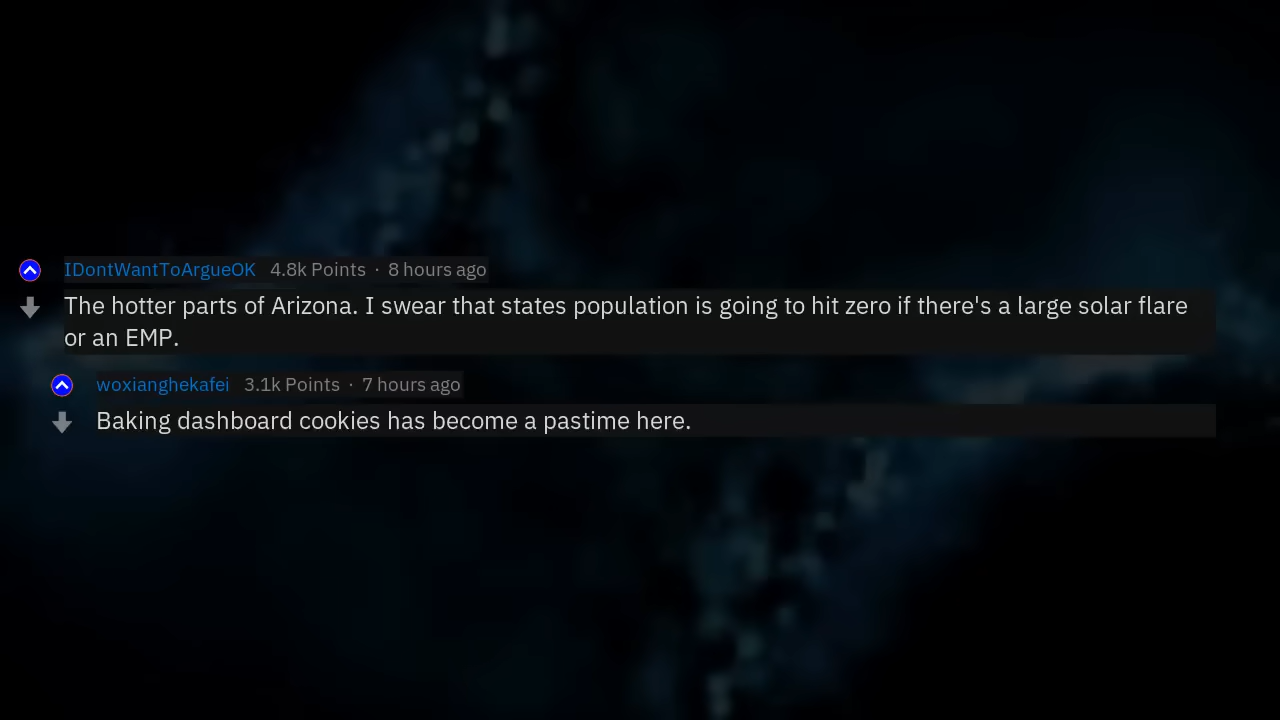 IDontWantToArgueOK 4.8k Points · 8 hours ago
The hotter parts of Arizona. I swear that states population is going to hit zero if there's a large solar flare
or an EMP.
woxianghekafei 3.1k Points · 7 hours ago
Baking dashboard cookies has become a pastime here.